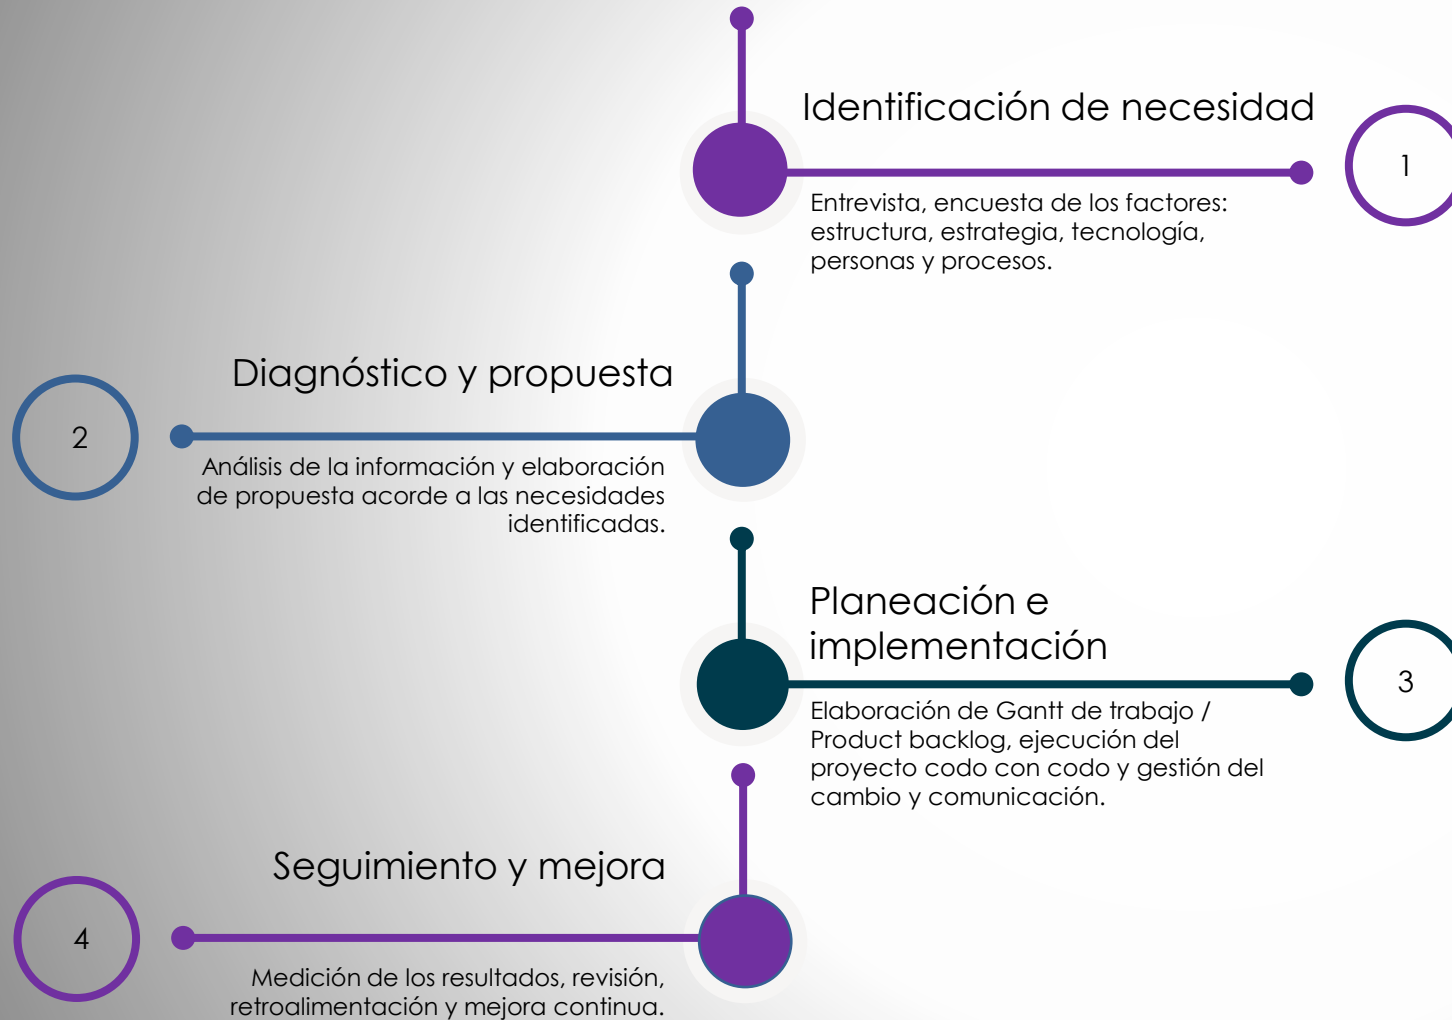 Identificación de necesidad
1
Entrevista, encuesta de los factores:
estructura, estrategia, tecnología,
personas y procesos.
Diagnóstico y propuesta
2
Análisis de la información y elaboración
de propuesta acorde a las necesidades
identificadas.
Planeación e
implementación
3
Elaboración de Gantt de trabajo /
Product backlog, ejecución del
proyecto codo con codo y gestión del
cambio y comunicación.
Seguimiento y mejora
4
Medición de los resultados, revisión,
retroalimentación y mejora continua.